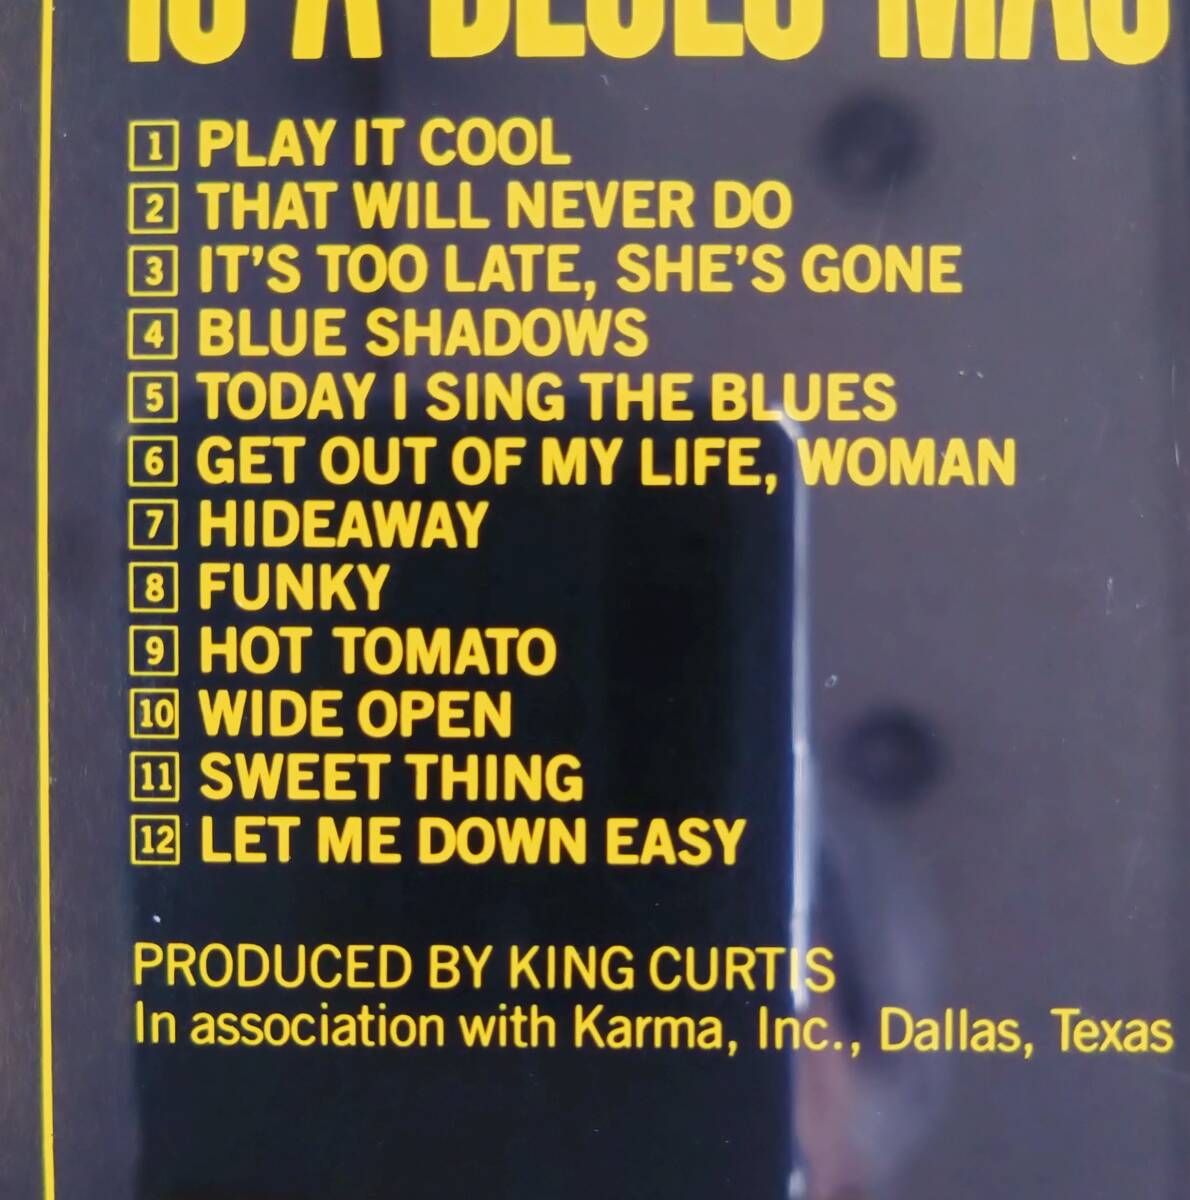 IS A BLUES MAS
1 PLAY IT COOL
2 THAT WILL NEVER DO
3 IT'S TOO LATE, SHE'S GONE
4 BLUE SHADOWS
5 TODAY I SING THE BLUES
6 GET OUT OF MY LIFE, WOMAN
7 HIDEAWAY
8 FUNKY
9 HOT TOMATO
10 WIDE OPEN
11 SWEET THING
12 LET ME DOWN EASY
PRODUCED BY KING CURTIS
In association with Karma, Inc., Dallas, Texas